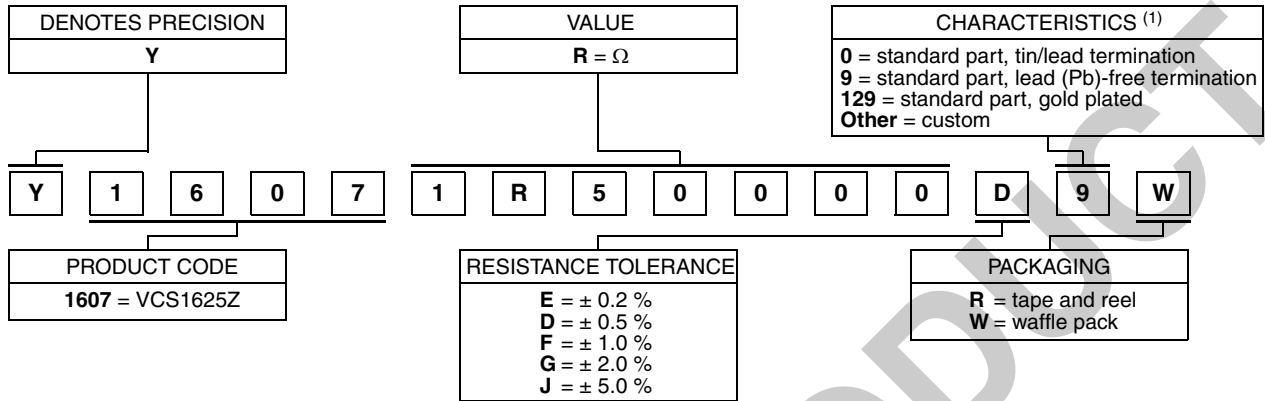 DENOTES PRECISION
Y
VALUE
R = Ω
CHARACTERISTICS (1)
0 = standard part, tin/lead termination
9 = standard part, lead (Pb)-free termination
129 = standard part, gold plated
Other = custom
Y 1 6 0 7 1 R 5 0 0 0 0 D 9 W
PRODUCT CODE
1607 = VCS1625Z
RESISTANCE TOLERANCE
E = ± 0.2 %
D = ± 0.5 %
F = ± 1.0 %
G = ± 2.0 %
J = ± 5.0 %
PACKAGING
R = tape and reel
W = waffle pack
ODUCT